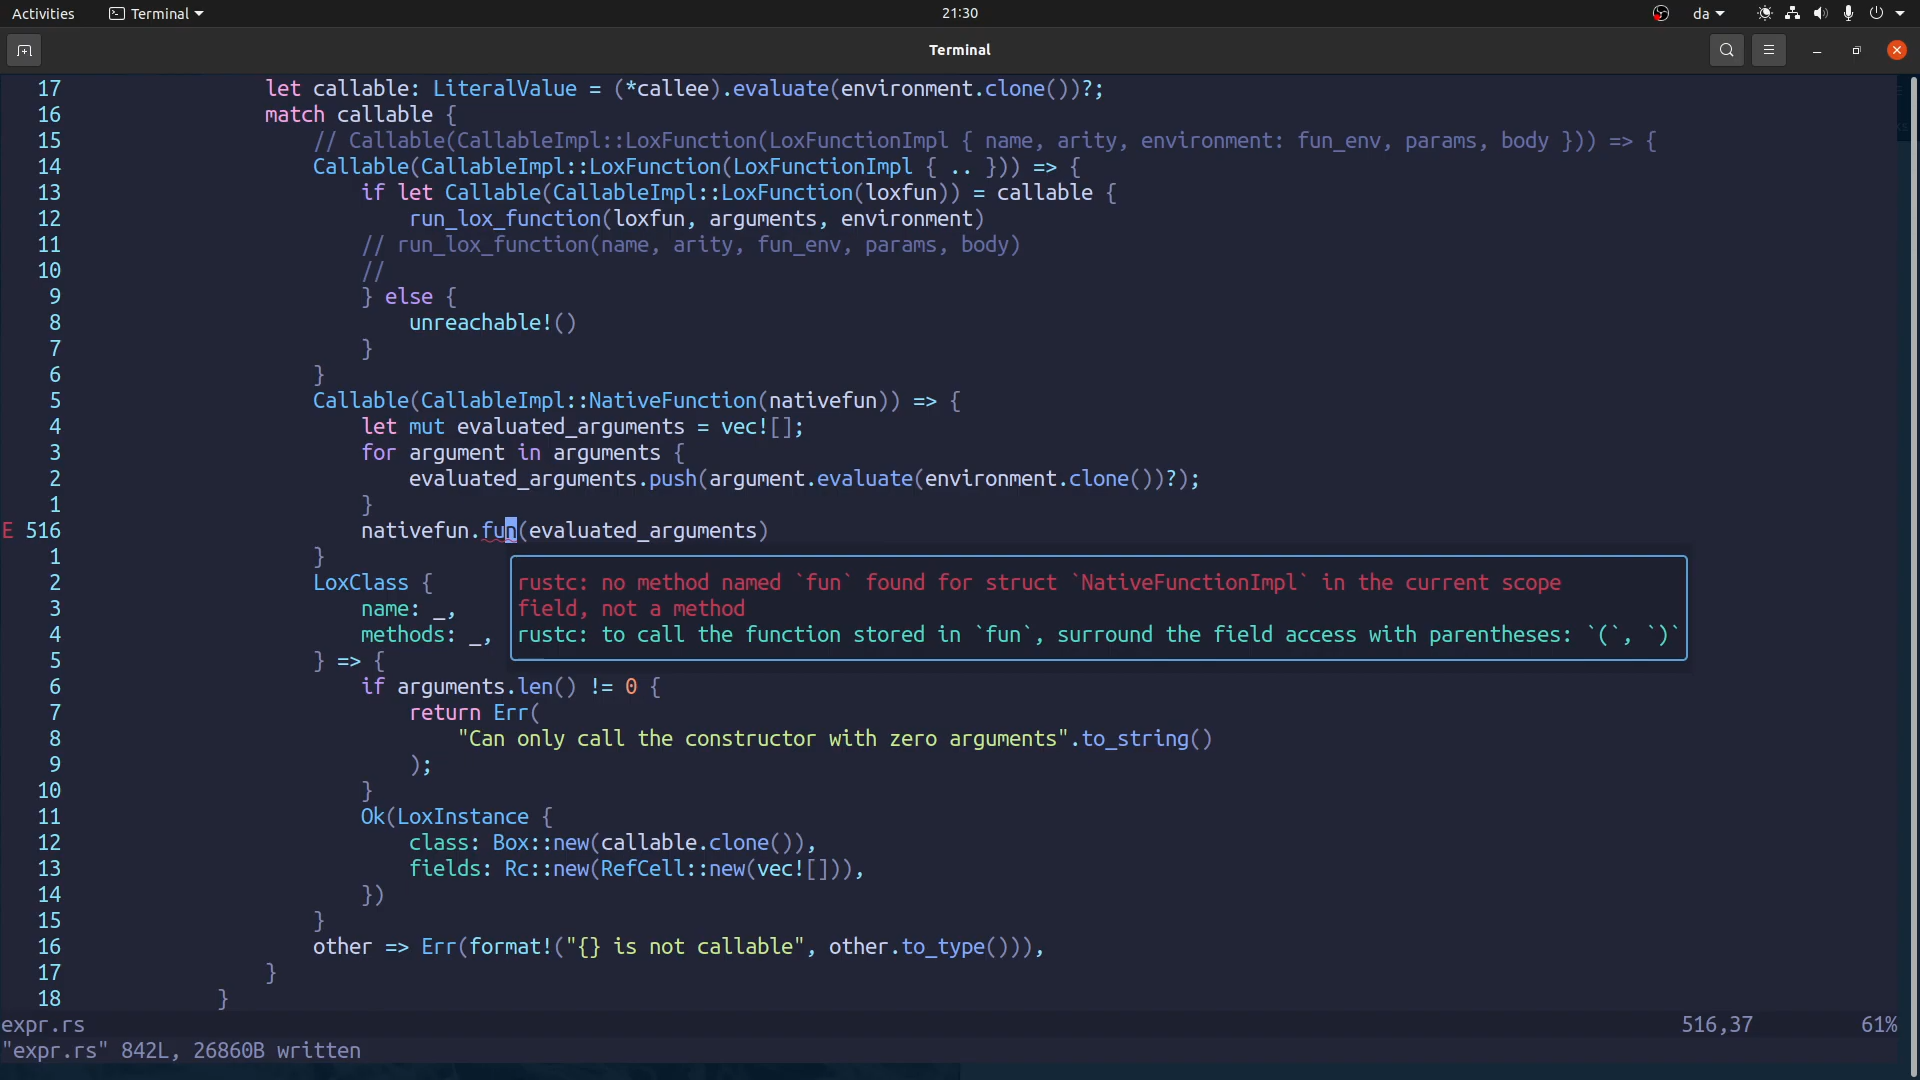 Activities Terminal 21:30 da
Terminal
17 let callable: LiteralValue = (*callee).evaluate(environment.clone())?;
16 match callable {
15 // Callable(CallableImpl::LoxFunction(LoxFunctionImpl { name, arity, environment: fun_env, params, body })) => {
14 Callable(CallableImpl::LoxFunction(LoxFunctionImpl { .. })) => {
13 if let Callable(CallableImpl::LoxFunction(loxfun)) = callable {
12 run_lox_function(loxfun, arguments, environment)
11 // run_lox_function(name, arity, fun_env, params, body)
10 //
9 } else {
8 unreachable!()
7 }
6 }
5 Callable(CallableImpl::NativeFunction(nativefun)) => {
4 let mut evaluated_arguments = vec![];
3 for argument in arguments {
2 evaluated_arguments.push(argument.evaluate(environment.clone())?);
1 }
E 516 nativefun.fun(evaluated_arguments)
1 }
2 LoxClass { rustc: no method named `fun` found for struct `NativeFunctionImpl` in the current scope
3 name: _, field, not a method
4 methods: _, rustc: to call the function stored in `fun`, surround the field access with parentheses: `(`, `)`
5 } => {
6 if arguments.len() != 0 {
7 return Err(
8 "Can only call the constructor with zero arguments".to_string()
9 );
10 }
11 Ok(LoxInstance {
12 class: Box::new(callable.clone()),
13 fields: Rc::new(RefCell::new(vec![])),
14 })
15 }
16 other => Err(format!("{} is not callable", other.to_type())),
17 }
18 }
expr.rs 516,37 61%
"expr.rs" 842L, 26860B written